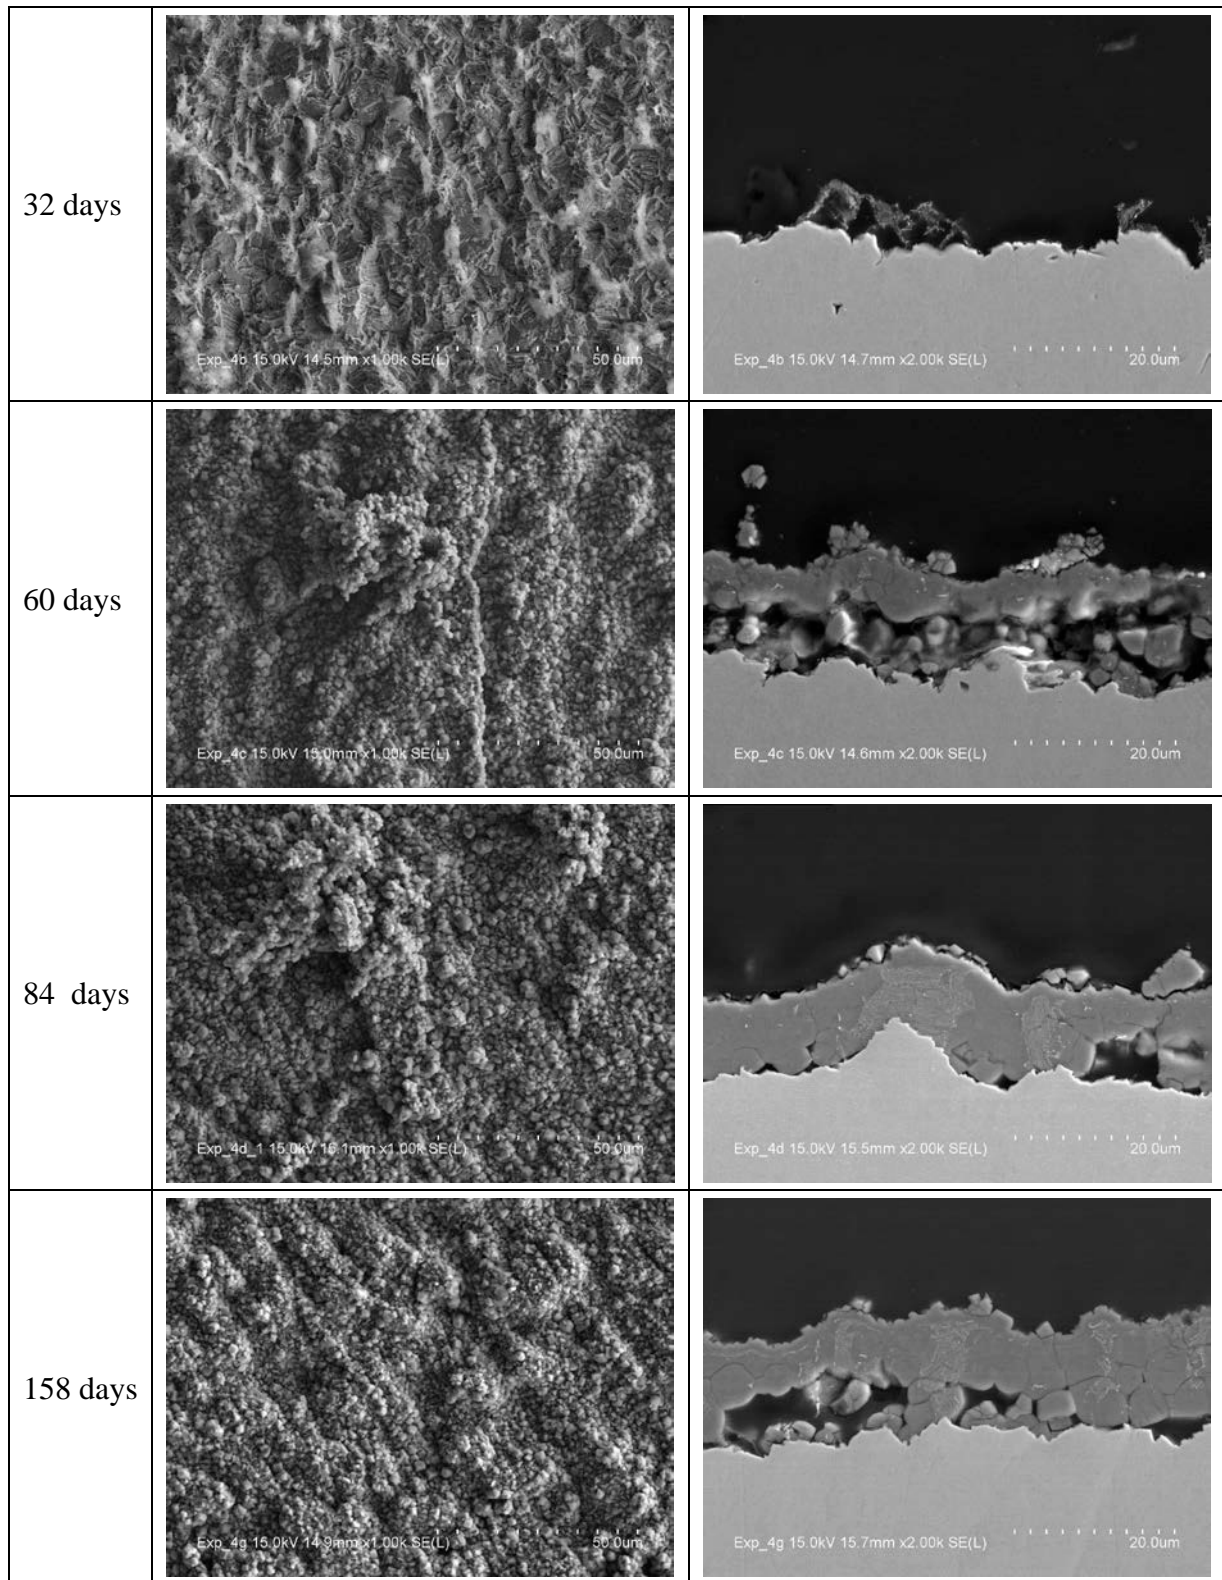 32 days
Exp_4b 15.0kV 14.5mm x1.00k SE(L)
50.0um
Exp_4b 15.0kV 14.7mm x2.00k SE(L)
20.0um
60 days
Exp_4c 15.0kV 15.0mm x1.00k SE(L)
50.0um
Exp_4c 15.0kV 14.6mm x2.00k SE(L)
20.0um
84 days
Exp_4d_1 15.0kV 15.1mm x1.00k SE(L)
50.0um
Exp_4d 15.0kV 15.5mm x2.00k SE(L)
20.0um
158 days
Exp_4g 15.0kV 14.9mm x1.00k SE(L)
50.0um
Exp_4g 15.0kV 15.7mm x2.00k SE(L)
20.0um